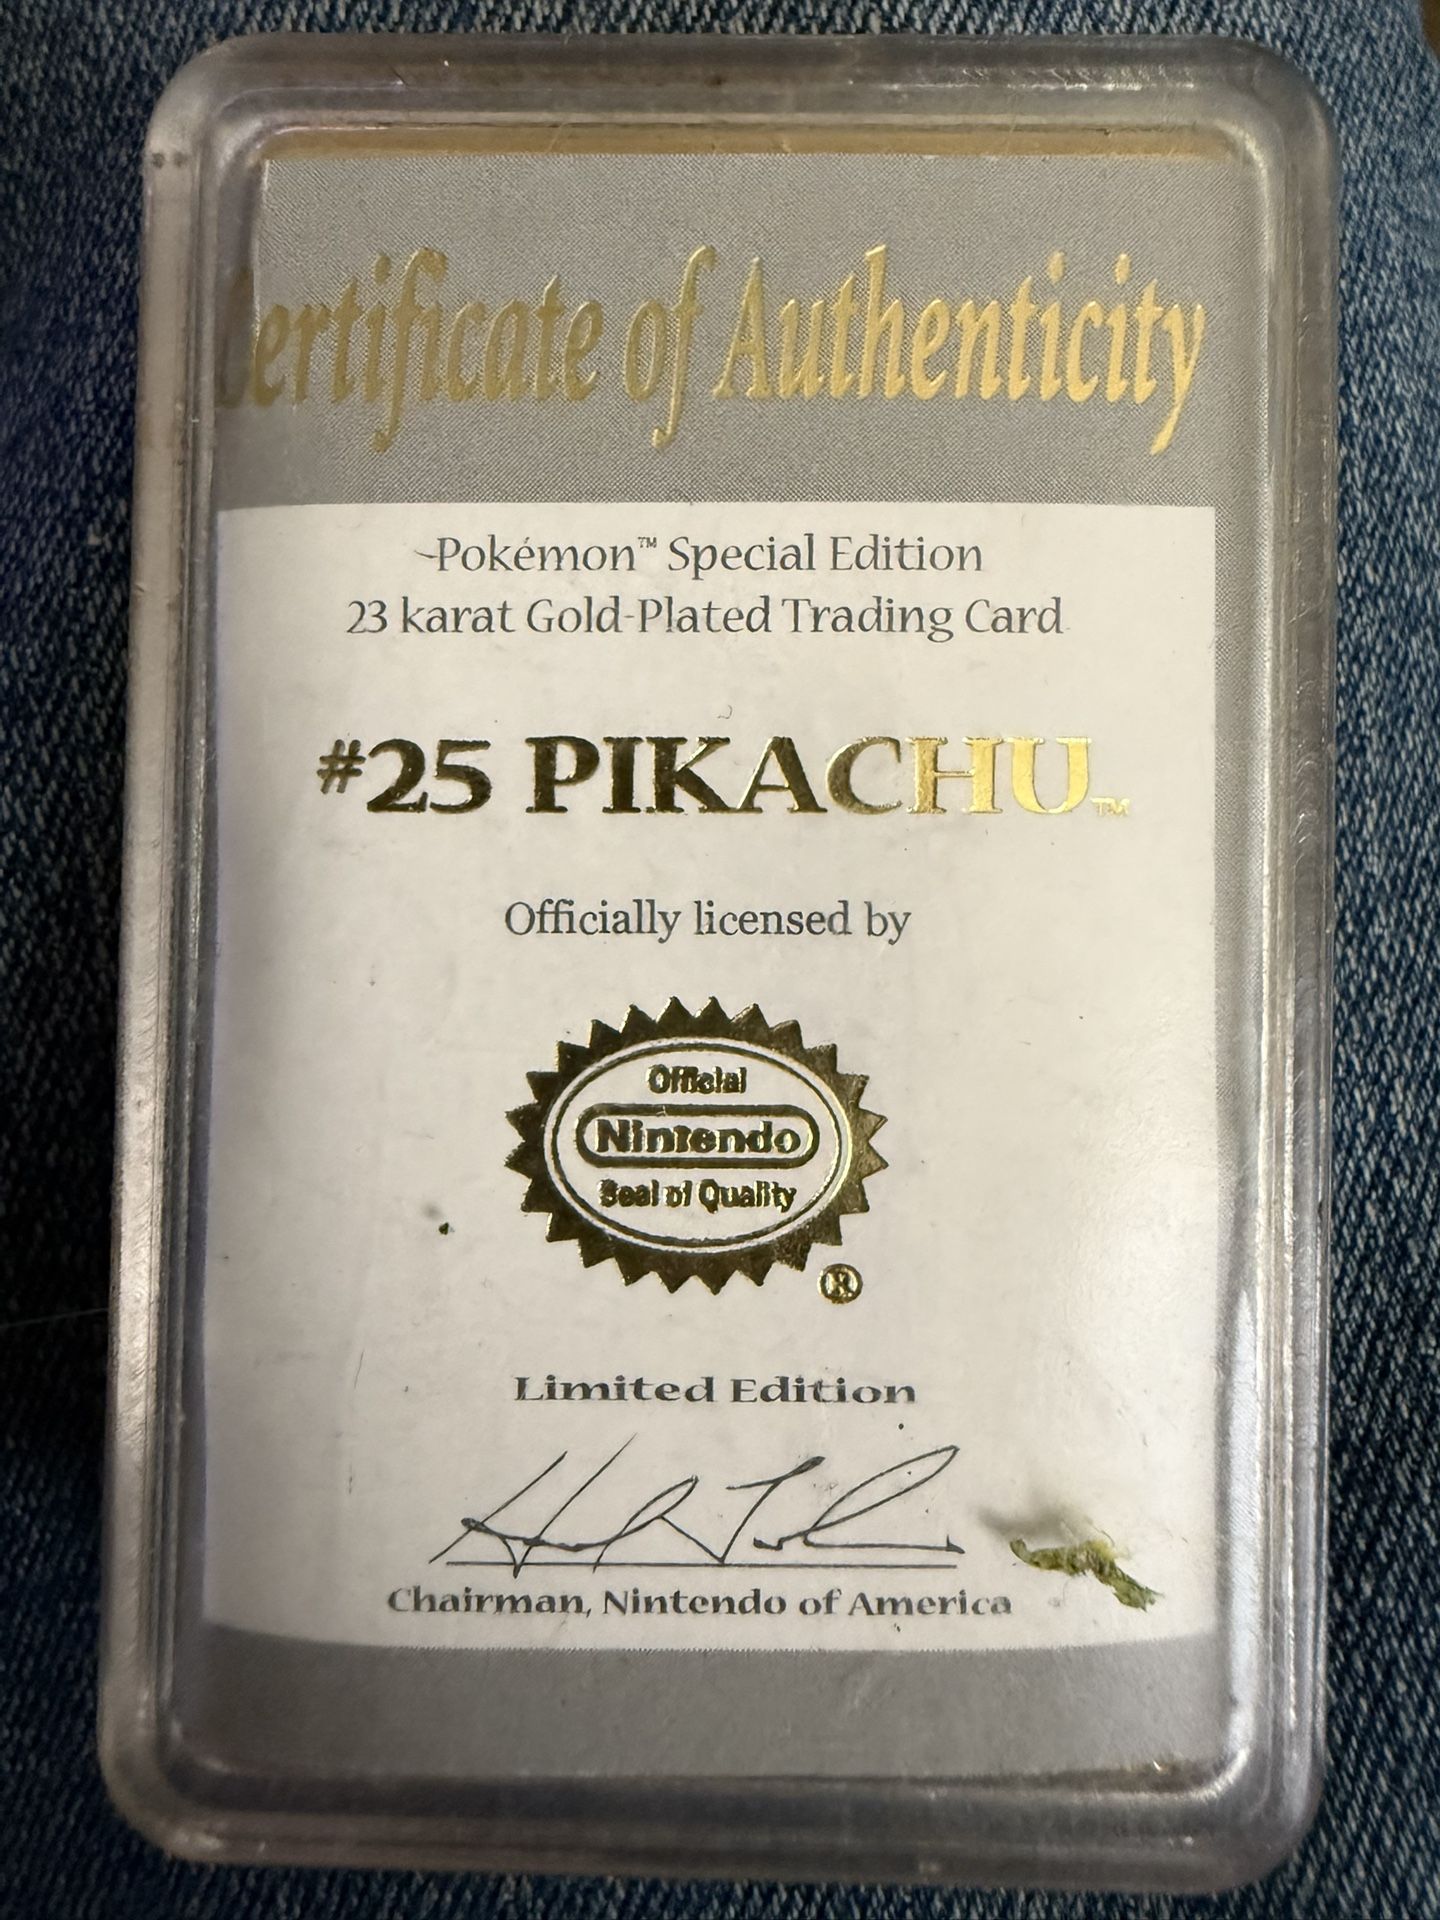 Certificate of Authenticity
Pokémon™ Special Edition
23 karat Gold-Plated Trading Card
#25 PIKACHU™
Officially licensed by
Official
Nintendo
Seal of Quality
®
Limited Edition
Chairman, Nintendo of America